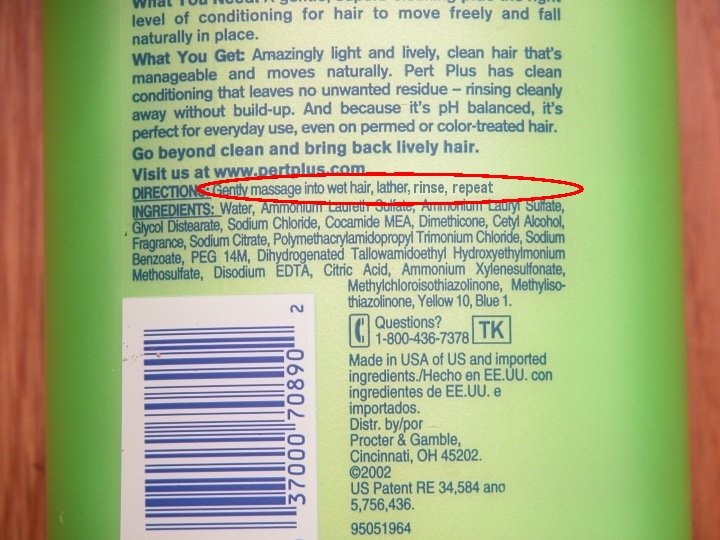 What You Need: A gentle, superb cleaning plus the right
level of conditioning for hair to move freely and fall
naturally in place.
What You Get: Amazingly light and lively, clean hair that's
manageable and moves naturally. Pert Plus has clean
conditioning that leaves no unwanted residue – rinsing cleanly
away without build-up. And because it's pH balanced, it's
perfect for everyday use, even on permed or color-treated hair.
Go beyond clean and bring back lively hair.
Visit us at www.pertplus.com
DIRECTIONS: Gently massage into wet hair, lather, rinse, repeat
INGREDIENTS: Water, Ammonium Laureth Sulfate, Ammonium Lauryl Sulfate,
Glycol Distearate, Sodium Chloride, Cocamide MEA, Dimethicone, Cetyl Alcohol,
Fragrance, Sodium Citrate, Polymethacrylamidopropyl Trimonium Chloride, Sodium
Benzoate, PEG 14M, Dihydrogenated Tallowamidoethyl Hydroxyethylmonium
Methosulfate, Disodium EDTA, Citric Acid, Ammonium Xylenesulfonate,
Methylchloroisothiazolinone, Methyliso-
thiazolinone, Yellow 10, Blue 1.
Questions?
1-800-436-7378 TK
Made in USA of US and imported
ingredients./Hecho en EE.UU. con
ingredientes de EE.UU. e
importados.
Distr. by/por
Procter & Gamble,
Cincinnati, OH 45202.
©2002
US Patent RE 34,584 and
5,756,436.
95051964
37000 70890 2